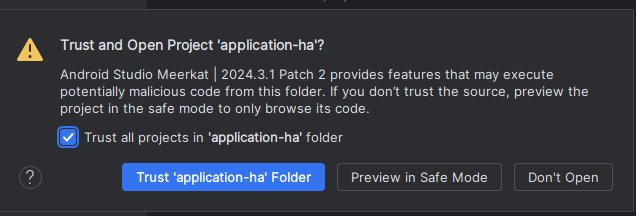 Trust and Open Project 'application-ha'?
Android Studio Meerkat | 2024.3.1 Patch 2 provides features that may execute
potentially malicious code from this folder. If you don't trust the source, preview the
project in the safe mode to only browse its code.
Trust all projects in 'application-ha' folder
? Trust 'application-ha' Folder Preview in Safe Mode Don't Open